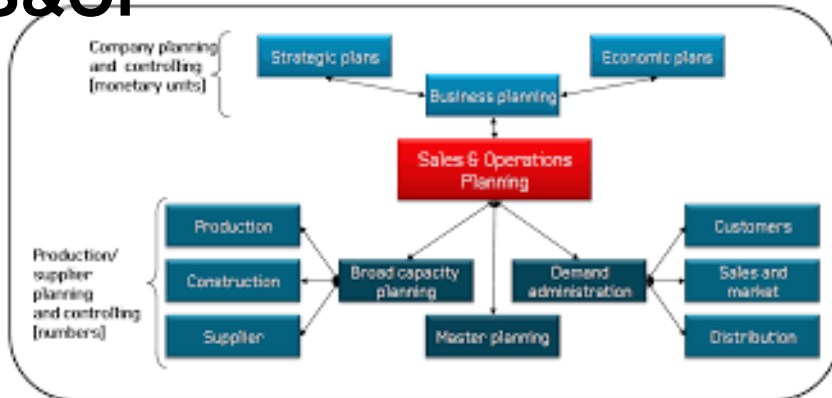 S&OP
Company planning
and controlling
[monetary units]
Strategic plans
Economic plans
Business planning
Sales & Operations
Planning
Production/
supplier
planning
and controlling
[numbers]
Production
Construction
Supplier
Broad capacity
planning
Master planning
Demand
administration
Customers
Sales and
market
Distribution